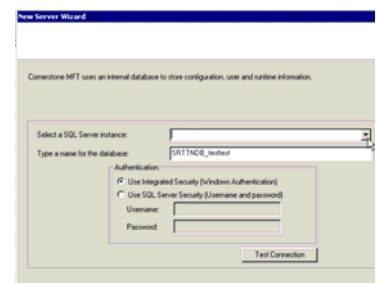 New Server Wizard
Cornerstone MFT uses an internal database to store configuration, user and runtime information.
Select a SQL Server instance:
Type a name for the database: SRTTNDB_testtest
Authentication
Use Integrated Security (Windows Authentication)
Use SQL Server Security (Username and password)
Username:
Password
Test Connection